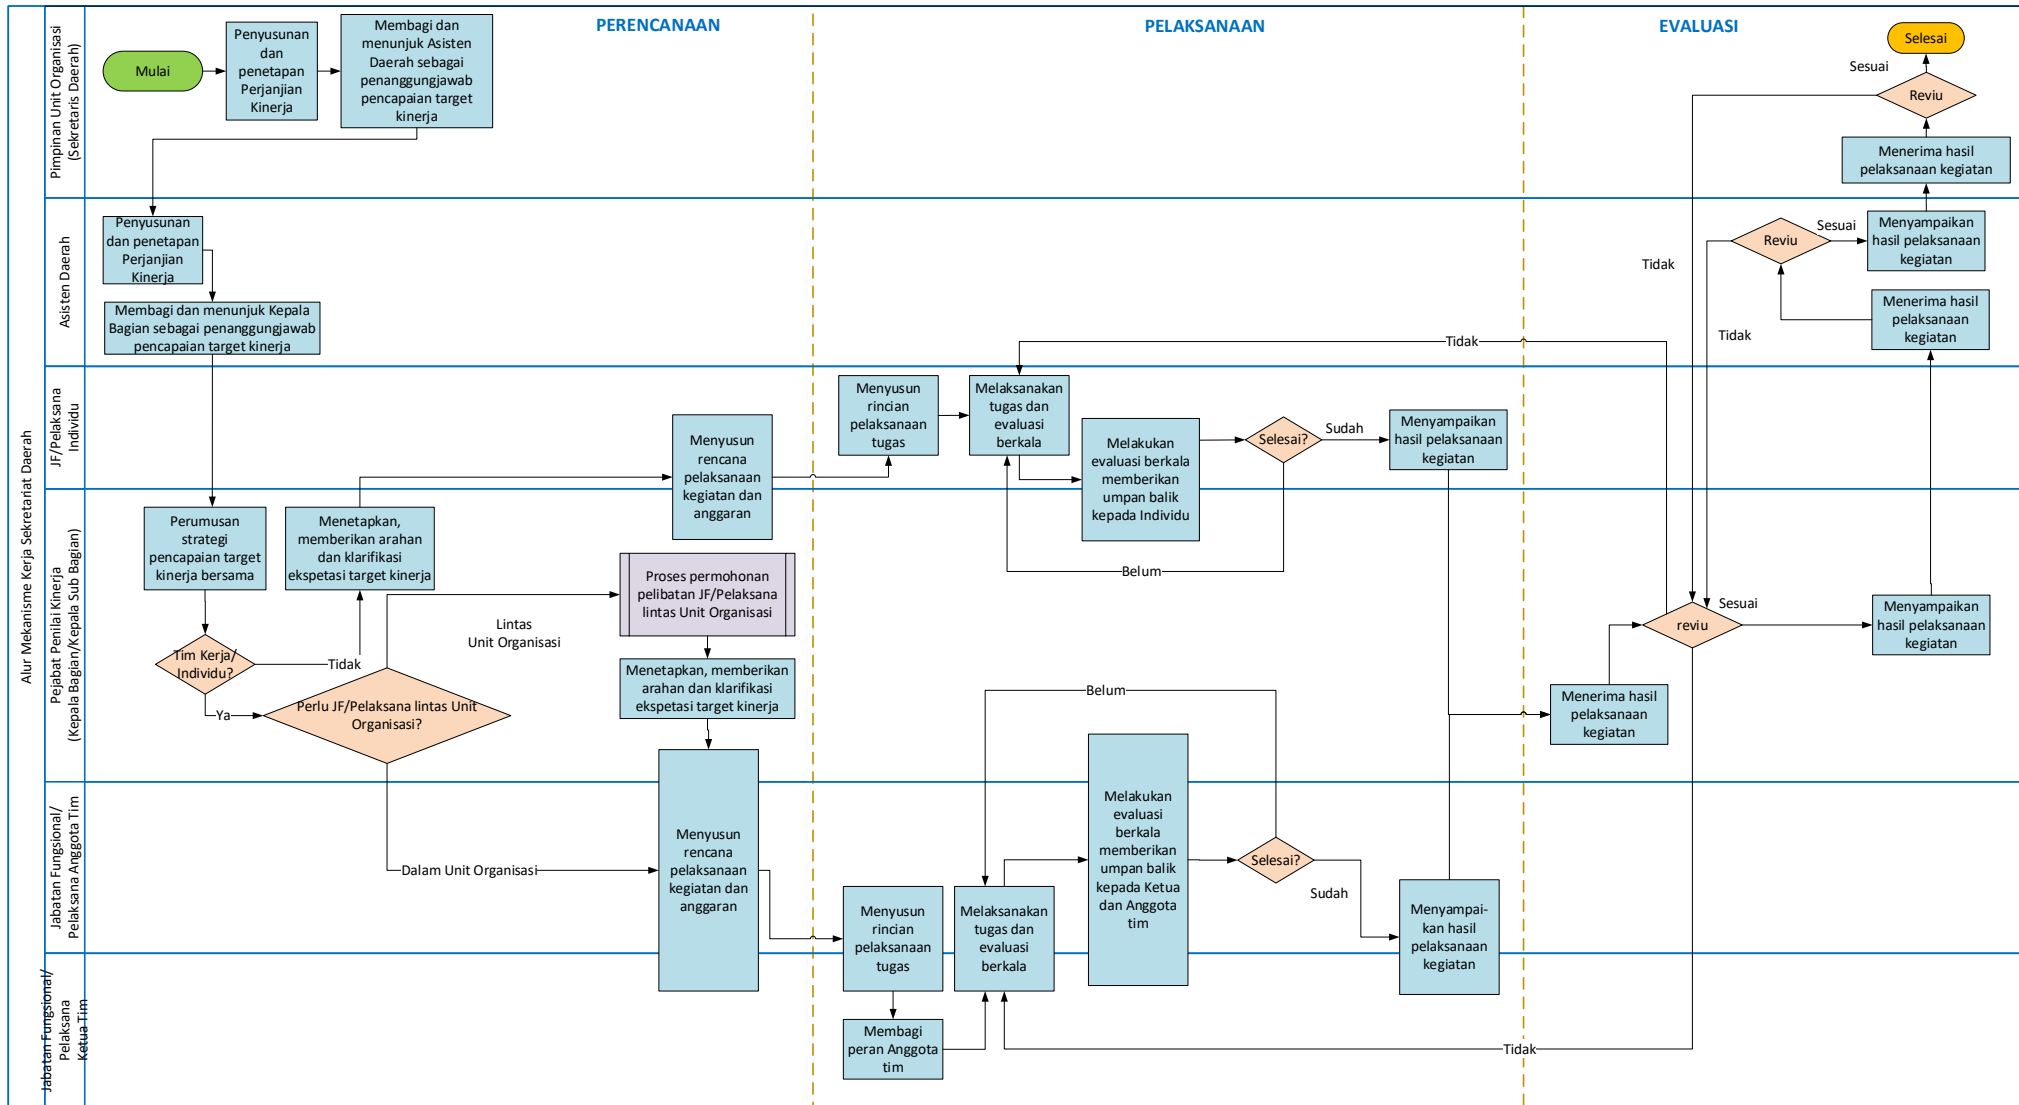 PERENCANAAN
PELAKSANAAN
EVALUASI
Alur Mekanisme Kerja Sekretariat Daerah
Pimpinan Unit Organisasi
(Sekretaris Daerah)
Mulai
Penyusunan
dan
penetapan
Perjanjian
Kinerja
Membagi dan
menunjuk Asisten
Daerah sebagai
penanggungjawab
pencapaian target
kinerja
Selesai
Sesuai
Reviu
Menerima hasil
pelaksanaan kegiatan
Asisten Daerah
Penyusunan
dan penetapan
Perjanjian
Kinerja
Membagi dan menunjuk Kepala
Bagian sebagai penanggungjawab
pencapaian target kinerja
Tidak
Reviu
Sesuai
Menyampaikan
hasil pelaksanaan
kegiatan
Tidak
Menerima hasil
pelaksanaan
kegiatan
Tidak
JF/Pelaksana
Individu
Menyusun
rencana
pelaksanaan
kegiatan dan
anggaran
Menyusun
rincian
pelaksanaan
tugas
Melaksanakan
tugas dan
evaluasi
berkala
Melakukan
evaluasi berkala
memberikan
umpan balik
kepada Individu
Selesai?
Sudah
Menyampaikan
hasil pelaksanaan
kegiatan
Belum
Pejabat Penilai Kinerja
(Kepala Bagian/Kepala Sub Bagian)
Perumusan
strategi
pencapaian target
kinerja bersama
Menetapkan,
memberikan arahan
dan klarifikasi
ekspetasi target kinerja
Tim Kerja/
Individu?
Tidak
Ya
Perlu JF/Pelaksana lintas Unit
Organisasi?
Lintas
Unit Organisasi
Proses permohonan
pelibatan JF/Pelaksana
lintas Unit Organisasi
Menetapkan, memberikan
arahan dan klarifikasi
ekspetasi target kinerja
Belum
Menerima hasil
pelaksanaan
kegiatan
reviu
Sesuai
Menyampaikan
hasil pelaksanaan
kegiatan
Jabatan Fungsional/
Pelaksana Anggota Tim
Dalam Unit Organisasi
Menyusun
rencana
pelaksanaan
kegiatan dan
anggaran
Menyusun
rincian
pelaksanaan
tugas
Melaksanakan
tugas dan
evaluasi
berkala
Melakukan
evaluasi
berkala
memberikan
umpan balik
kepada Ketua
dan Anggota
tim
Selesai?
Sudah
Menyampai-
kan hasil
pelaksanaan
kegiatan
Jabatan Fungsional/
Pelaksana
Ketua Tim
Membagi
peran Anggota
tim
Tidak